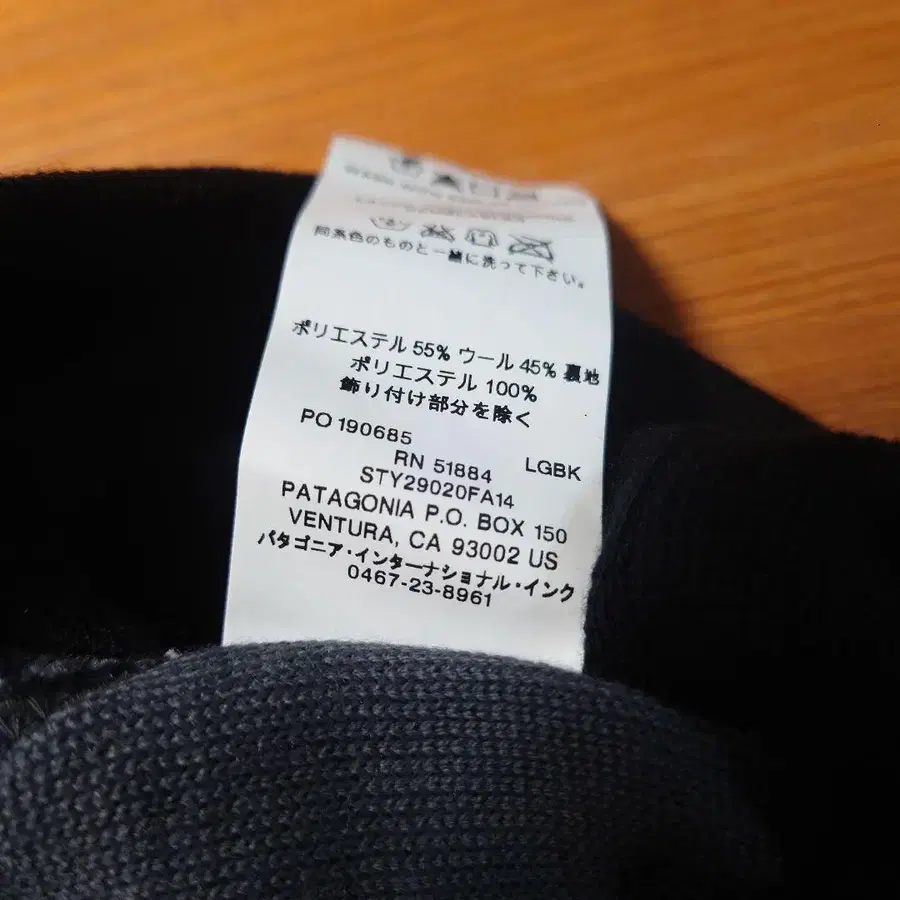 同系色のものと一緒に洗って下さい。
ポリエステル 55% ウール 45% 裏地
ポリエステル 100%
飾り付け部分を除く
PO 190685
RN 51884 LGBK
STY29020FA14
PATAGONIA P.O. BOX 150
VENTURA, CA 93002 US
パタゴニア・インターナショナル・インク
0467-23-8961